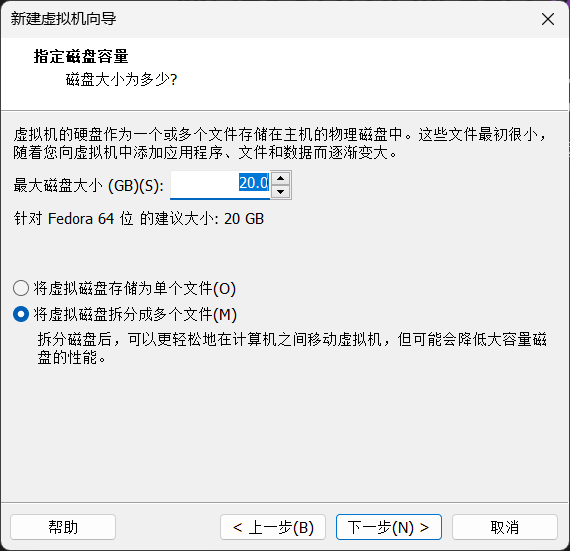 新建虚拟机向导
指定磁盘容量
磁盘大小为多少?
虚拟机的硬盘作为一个或多个文件存储在主机的物理磁盘中。这些文件最初很小，
随着您向虚拟机中添加应用程序、文件和数据而逐渐变大。
最大磁盘大小 (GB)(S): 20.0
针对 Fedora 64 位 的建议大小: 20 GB
将虚拟磁盘存储为单个文件(O)
将虚拟磁盘拆分成多个文件(M)
拆分磁盘后，可以更轻松地在计算机之间移动虚拟机，但可能会降低大容量磁
盘的性能。
帮助 < 上一步(B) 下一步(N) > 取消